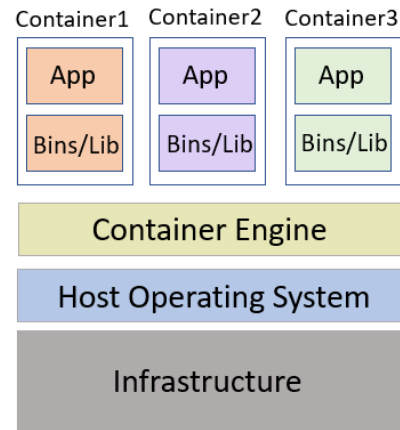 Container1 Container2 Container3
App App App
Bins/Lib Bins/Lib Bins/Lib
Container Engine
Host Operating System
Infrastructure